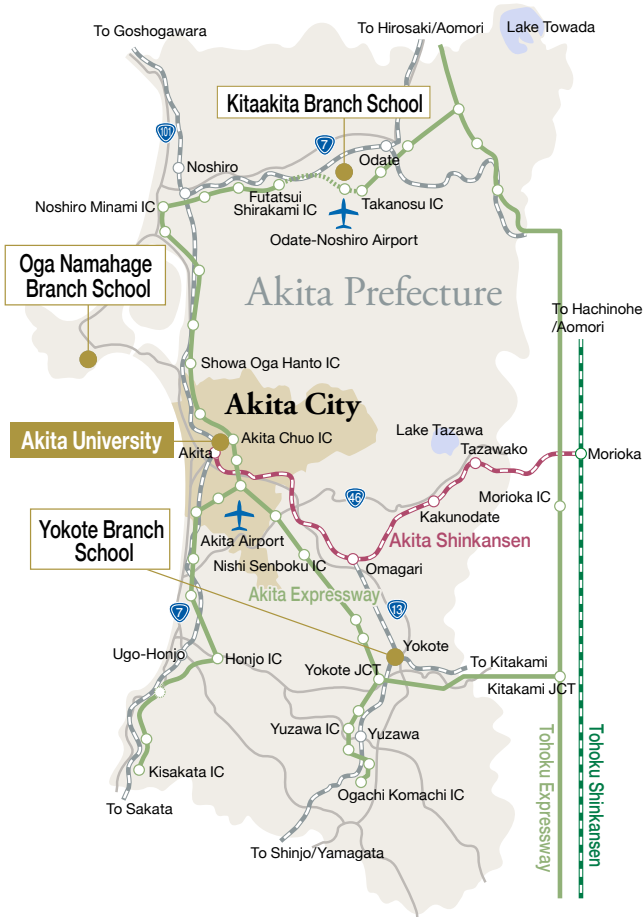 To Goshogawara
To Hirosaki/Aomori
Lake Towada
Kitaakita Branch School
101
7
Noshiro
Odate
Noshiro Minami IC
Futatsui
Shirakami IC
Takanosu IC
Odate-Noshiro Airport
Oga Namahage
Branch School
Akita Prefecture
To Hachinohe
/Aomori
Showa Oga Hanto IC
Akita City
Akita University
Akita Chuo IC
Akita
Lake Tazawa
Tazawako
Morioka
46
Morioka IC
Kakunodate
Yokote Branch
School
Akita Airport
Akita Shinkansen
Nishi Senboku IC
Omagari
Akita Expressway
7
13
Ugo-Honjo
Honjo IC
Yokote
Yokote JCT
To Kitakami
Kitakami JCT
Yuzawa IC
Yuzawa
Kisakata IC
Ogachi Komachi IC
To Sakata
To Shinjo/Yamagata
Tohoku Expressway
Tohoku Shinkansen